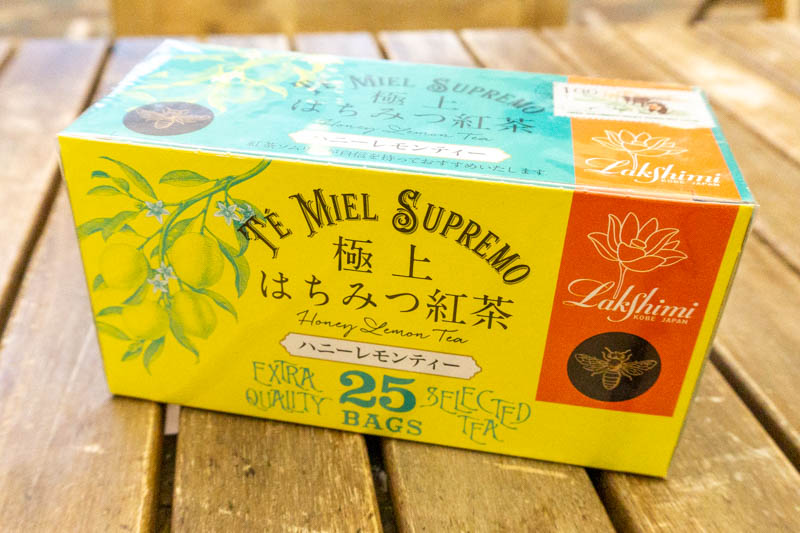 TÉ MIEL SUPREMO
極上
はちみつ紅茶
Honey Lemon Tea
ハニーレモンティー
Lakshimi
KOBE JAPAN
TÉ MIEL SUPREMO
極上
はちみつ紅茶
Honey Lemon Tea
ハニーレモンティー
EXTRA QUALITY
25 BAGS
SELECTED TEA
Lakshimi
KOBE JAPAN